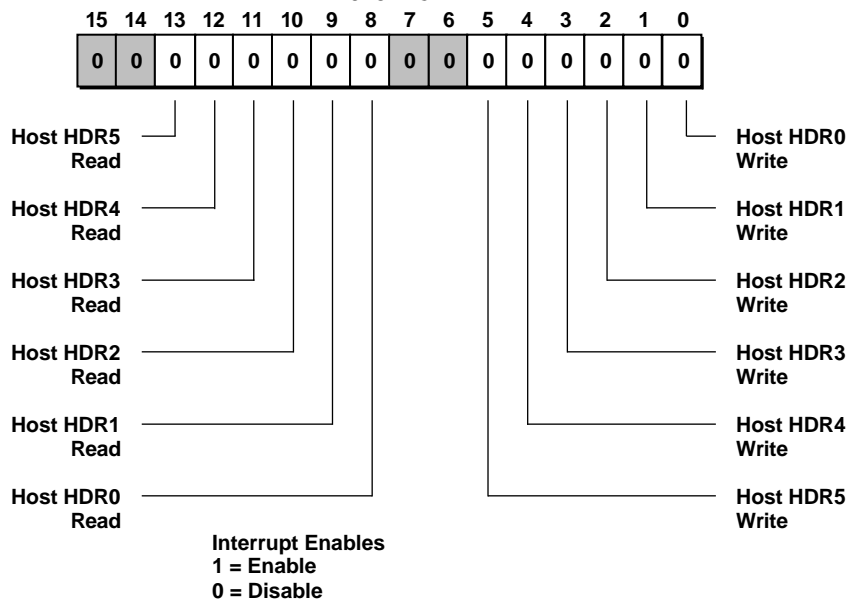 15 14 13 12 11 10 9 8 7 6 5 4 3 2 1 0
0 0 0 0 0 0 0 0 0 0 0 0 0 0 0 0
Host HDR5
Read
Host HDR0
Write
Host HDR4
Read
Host HDR1
Write
Host HDR3
Read
Host HDR2
Write
Host HDR2
Read
Host HDR3
Write
Host HDR1
Read
Host HDR4
Write
Host HDR0
Read
Host HDR5
Write
Interrupt Enables
1 = Enable
0 = Disable